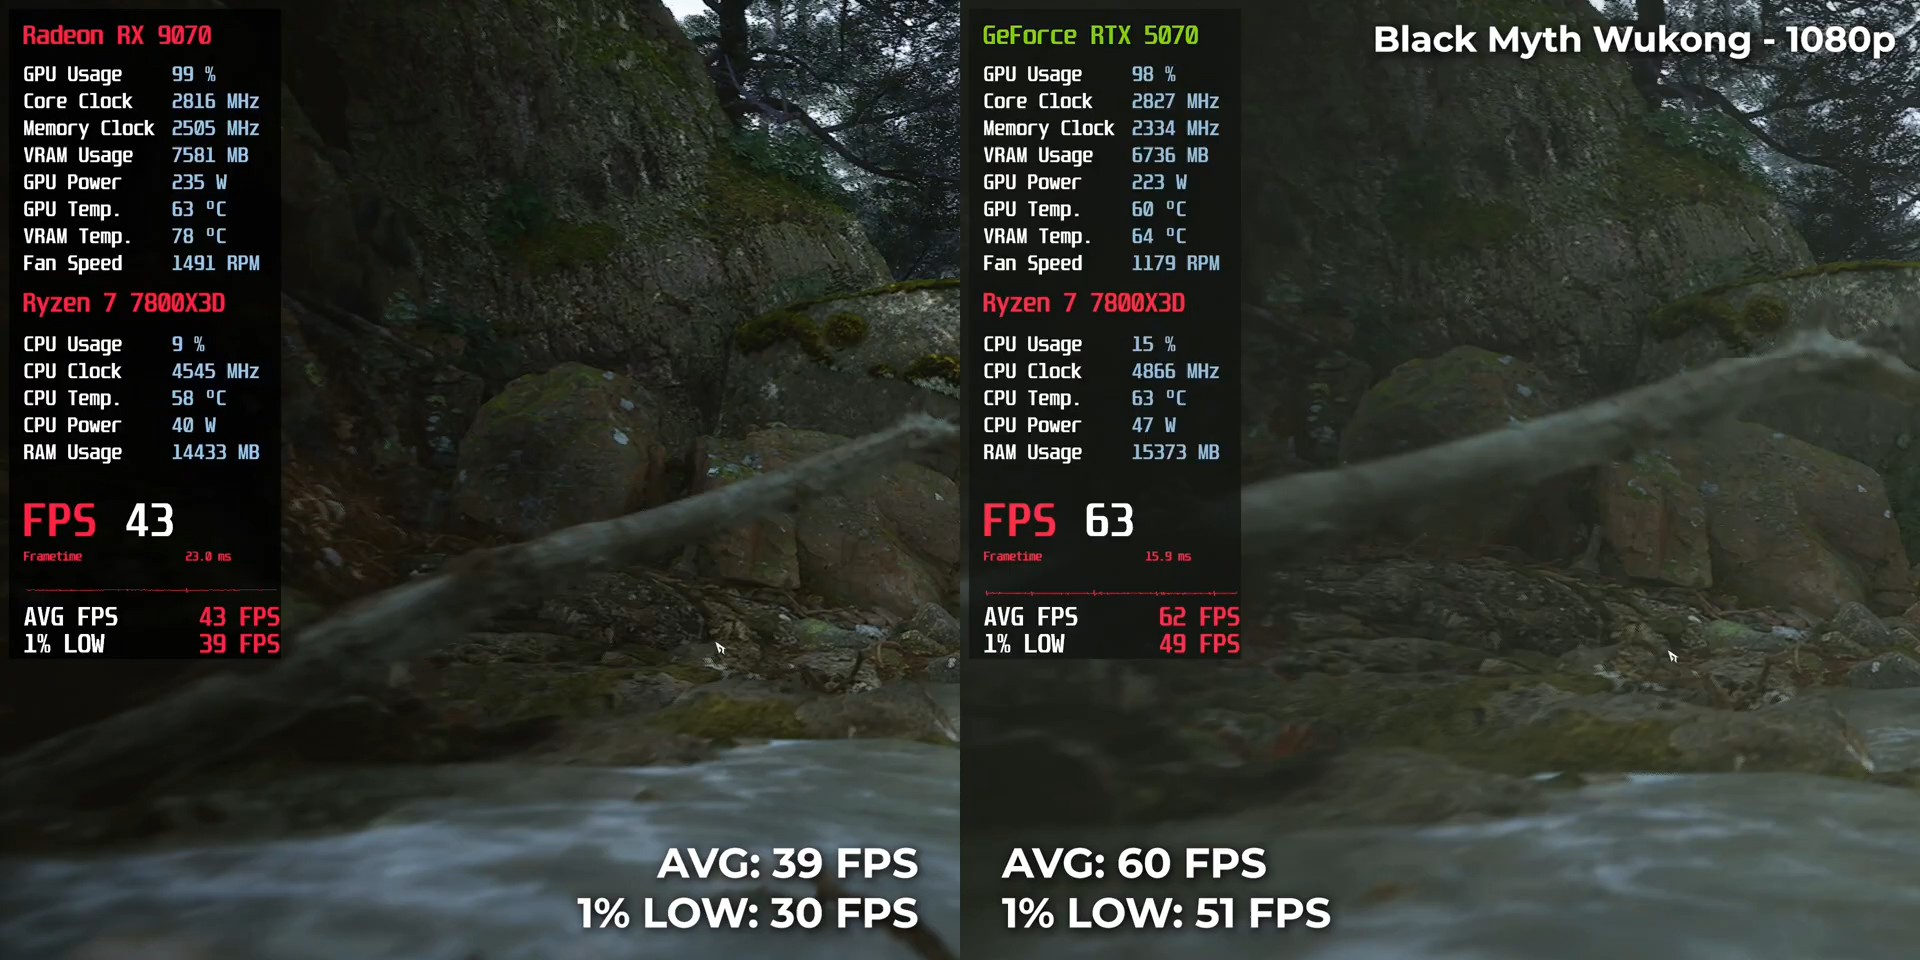 Radeon RX 9070
GPU Usage 99 %
Core Clock 2816 MHz
Memory Clock 2505 MHz
VRAM Usage 7581 MB
GPU Power 235 W
GPU Temp. 63 ºC
VRAM Temp. 78 ºC
Fan Speed 1491 RPM
Ryzen 7 7800X3D
CPU Usage 9 %
CPU Clock 4545 MHz
CPU Temp. 58 ºC
CPU Power 40 W
RAM Usage 14433 MB
FPS 43
Frametime 23.0 ms
AVG FPS 43 FPS
1% LOW 39 FPS
AVG: 39 FPS
1% LOW: 30 FPS
GeForce RTX 5070
GPU Usage 98 %
Core Clock 2827 MHz
Memory Clock 2334 MHz
VRAM Usage 6736 MB
GPU Power 223 W
GPU Temp. 60 ºC
VRAM Temp. 64 ºC
Fan Speed 1179 RPM
Ryzen 7 7800X3D
CPU Usage 15 %
CPU Clock 4866 MHz
CPU Temp. 63 ºC
CPU Power 47 W
RAM Usage 15373 MB
FPS 63
Frametime 15.9 ms
AVG FPS 62 FPS
1% LOW 49 FPS
Black Myth Wukong - 1080p
AVG: 60 FPS
1% LOW: 51 FPS